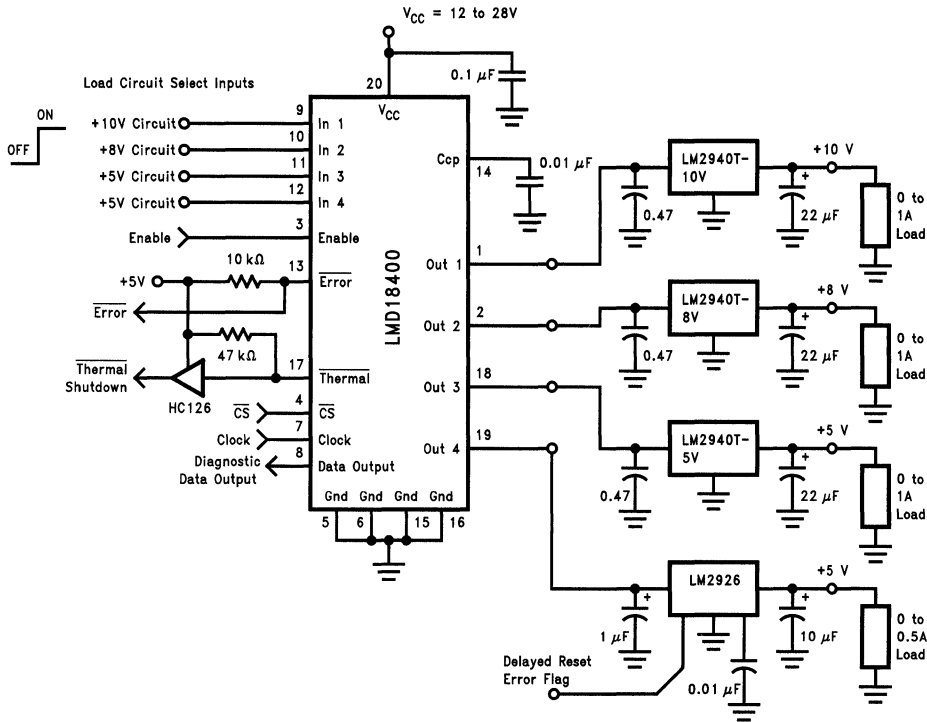 V_CC = 12 to 28V
0.1 μF
Load Circuit Select Inputs
ON
OFF
20
V_CC
+10V Circuit
9
In 1
+8V Circuit
10
In 2
+5V Circuit
11
In 3
+5V Circuit
12
In 4
Enable
3
Enable
+5V
10 kΩ
13
Error
Error
47 kΩ
Thermal
Shutdown
HC126
17
Thermal
CS
4
CS
Clock
7
Clock
Diagnostic
Data Output
8
Data Output
LMD18400
Ccp
14
0.01 μF
Out 1
1
Out 2
2
Out 3
18
Out 4
19
Gnd Gnd Gnd Gnd
5 6 15 16
LM2940T-
10V
0.47
+
22 μF
+10 V
0 to
1A
Load
LM2940T-
8V
0.47
+
22 μF
+8 V
0 to
1A
Load
LM2940T-
5V
0.47
+
22 μF
+5 V
0 to
1A
Load
LM2926
+
1 μF
+
10 μF
+5 V
0 to
0.5A
Load
Delayed Reset
Error Flag
0.01 μF